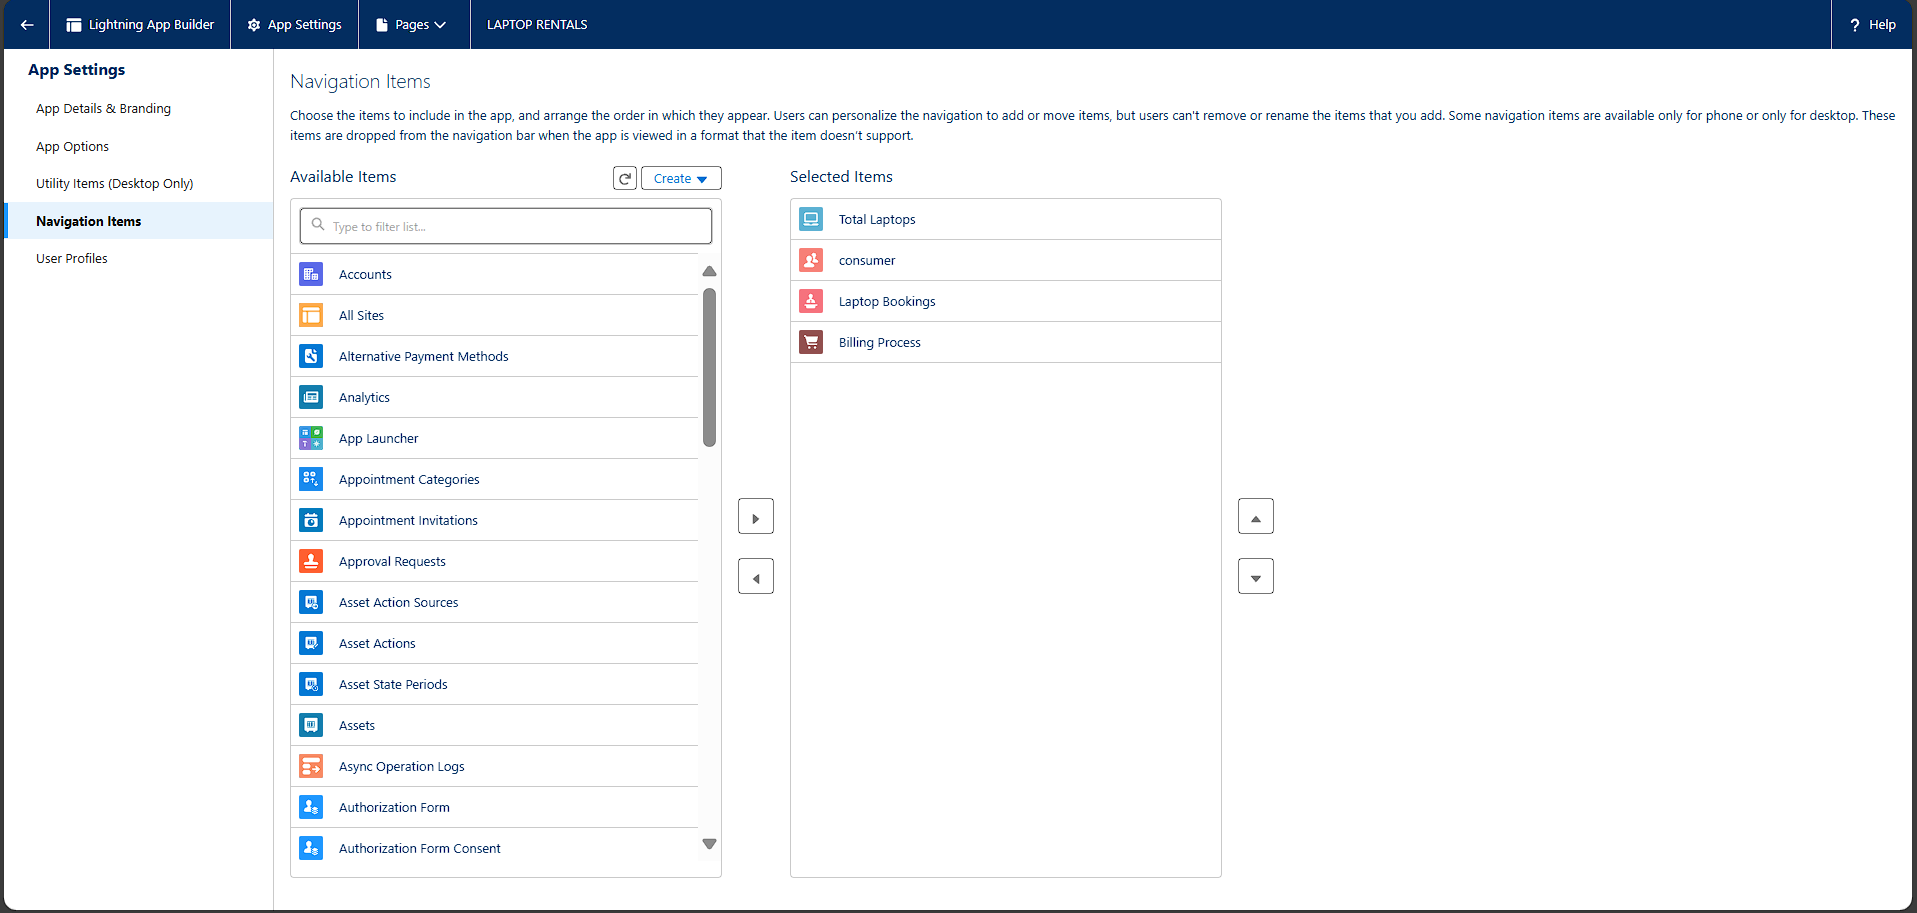 Lightning App Builder
App Settings
Pages
LAPTOP RENTALS
? Help
App Settings
App Details & Branding
App Options
Utility Items (Desktop Only)
Navigation Items
User Profiles
Navigation Items
Choose the items to include in the app, and arrange the order in which they appear. Users can personalize the navigation to add or move items, but users can't remove or rename the items that you add. Some navigation items are available only for phone or only for desktop. These
items are dropped from the navigation bar when the app is viewed in a format that the item doesn't support.
Available Items
Create
Type to filter list...
Accounts
All Sites
Alternative Payment Methods
Analytics
App Launcher
Appointment Categories
Appointment Invitations
Approval Requests
Asset Action Sources
Asset Actions
Asset State Periods
Assets
Async Operation Logs
Authorization Form
Authorization Form Consent
Selected Items
Total Laptops
consumer
Laptop Bookings
Billing Process